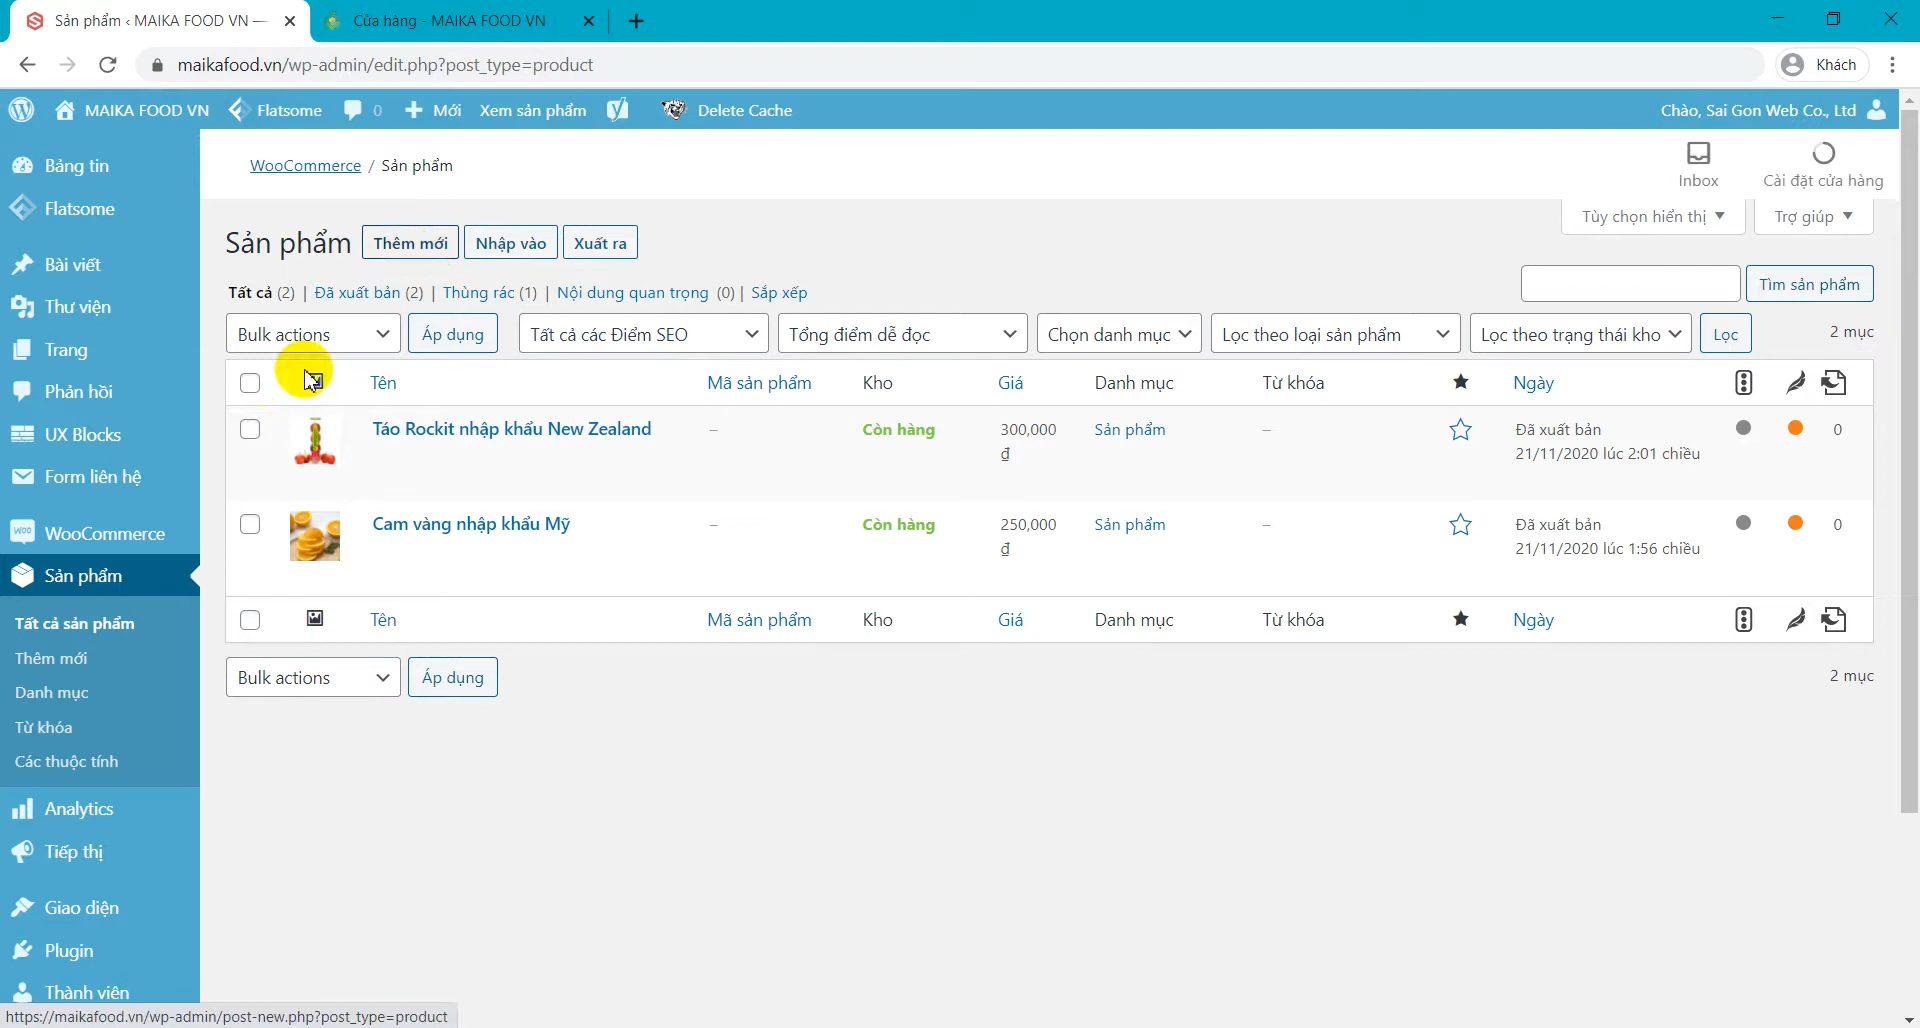 Sản phẩm ‹ MAIKA FOOD VN —
Cửa hàng - MAIKA FOOD VN
maikafood.vn/wp-admin/edit.php?post_type=product
Khách
MAIKA FOOD VN
Flatsome
0
Mới
Xem sản phẩm
Delete Cache
Chào, Sai Gon Web Co., Ltd
Bảng tin
Flatsome
Bài viết
Thư viện
Trang
Phản hồi
UX Blocks
Form liên hệ
WooCommerce
Sản phẩm
Tất cả sản phẩm
Thêm mới
Danh mục
Từ khóa
Các thuộc tính
Analytics
Tiếp thị
Giao diện
Plugin
Thành viên
WooCommerce / Sản phẩm
Inbox
Cài đặt cửa hàng
Tùy chọn hiển thị
Trợ giúp
Sản phẩm
Thêm mới
Nhập vào
Xuất ra
Tất cả (2) | Đã xuất bản (2) | Thùng rác (1) | Nội dung quan trọng (0) | Sắp xếp
Tìm sản phẩm
Bulk actions
Áp dụng
Tất cả các Điểm SEO
Tổng điểm dễ đọc
Chọn danh mục
Lọc theo loại sản phẩm
Lọc theo trạng thái kho
Lọc
2 mục
Tên
Mã sản phẩm
Kho
Giá
Danh mục
Từ khóa
Ngày
Táo Rockit nhập khẩu New Zealand
–
Còn hàng
300,000
₫
Sản phẩm
–
Đã xuất bản
21/11/2020 lúc 2:01 chiều
0
Cam vàng nhập khẩu Mỹ
–
Còn hàng
250,000
₫
Sản phẩm
–
Đã xuất bản
21/11/2020 lúc 1:56 chiều
0
Tên
Mã sản phẩm
Kho
Giá
Danh mục
Từ khóa
Ngày
Bulk actions
Áp dụng
2 mục
https://maikafood.vn/wp-admin/post-new.php?post_type=product